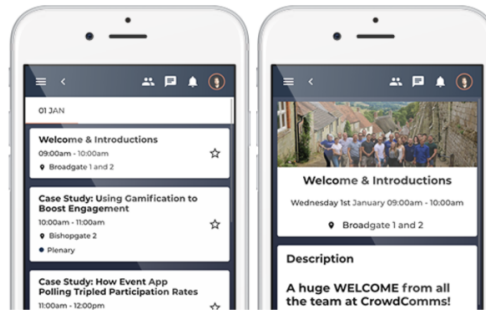 01 JAN
Welcome & Introductions
09:00am - 10:00am
Broadgate 1 and 2
Case Study: Using Gamification to
Boost Engagement
10:00am - 11:00am
Bishopgate 2
Plenary
Case Study: How Event App
Polling Tripled Participation Rates
11:00am - 12:00pm
Welcome & Introductions
Wednesday 1st January 09:00am - 10:00am
Broadgate 1 and 2
Description
A huge WELCOME from all
the team at CrowdComms!